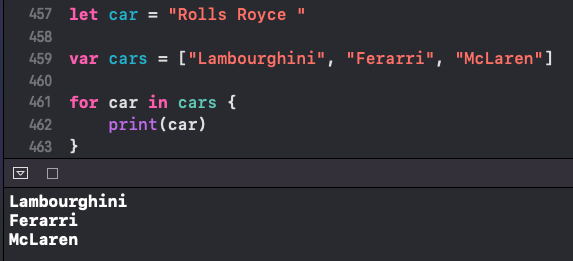 457 let car = "Rolls Royce "
458
459 var cars = ["Lambourghini", "Ferarri", "McLaren"]
460
461 for car in cars {
462     print(car)
463 }
Lambourghini
Ferarri
McLaren